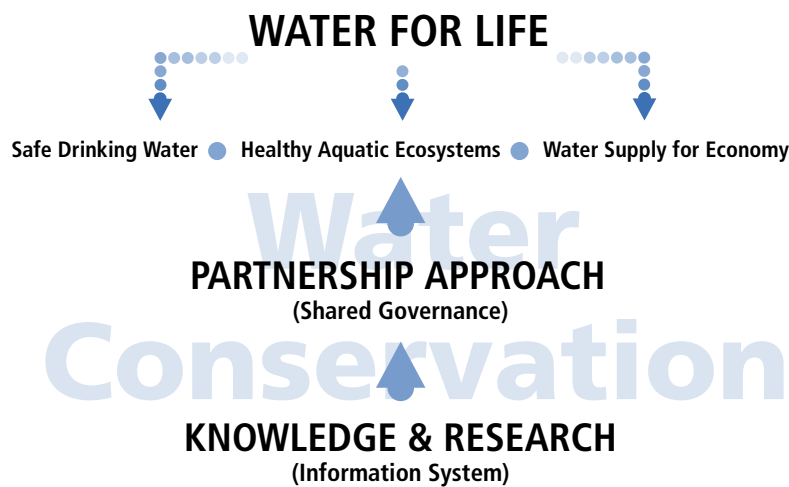 WATER FOR LIFE
Safe Drinking Water ● Healthy Aquatic Ecosystems ● Water Supply for Economy
Water
PARTNERSHIP APPROACH
(Shared Governance)
Conservation
KNOWLEDGE & RESEARCH
(Information System)